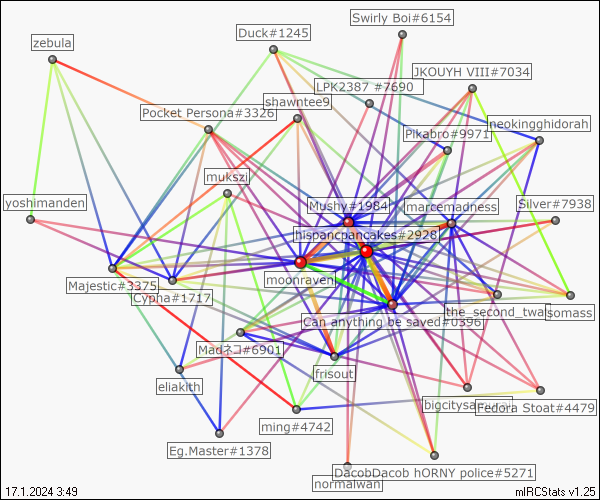 Swirly Boi#6154
Duck#1245
zebula
JKOUYH VIII#7034
LPK2387 #7690
shawntee9
Pocket Persona#3326
neokingghidorah
Pikabro#9971
mukszi
yoshimanden
Mushy#1984
marcemadness
Silver#7938
hispancpancakes#2928
moonraven
Majestic#3375
Cypha#1717
the_second_twa
somass
Can anything be saved#0396
Madネコ#6901
frisout
eliakith
bigcitysa
Fedora Stoat#4479
ming#4742
Eg.Master#1378
DacobDacob hORNY police#5271
normalwan
17.1.2024 3:49
mIRCStats v1.25